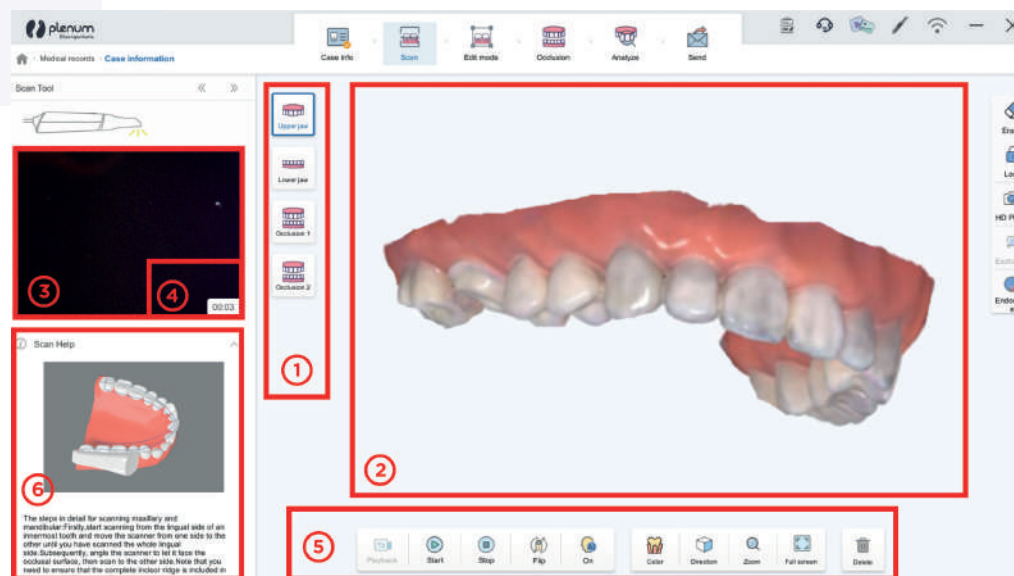 plenum
Case Info
Scan
Edit mode
Occlusion
Analyze
Send
Medical records
Case information
Scan Tool
Upper jaw
Lower jaw
Occlusion 1
Occlusion 2
1
2
3
4
00:03
Scan Help
6
The steps in detail for scanning maxillary and
mandibular:Firstly,start scanning from the lingual side of an
innermost tooth and move the scanner from one side to the
other until you have scanned the whole lingual
side.Subsequently, angle the scanner to let it face the
occlusal surface, then scan to the other side.Note that you
need to ensure that the complete incisor ridge is included in
5
Playback
Start
Stop
Flip
On
Color
Direction
Zoom
Full screen
Delete
HD